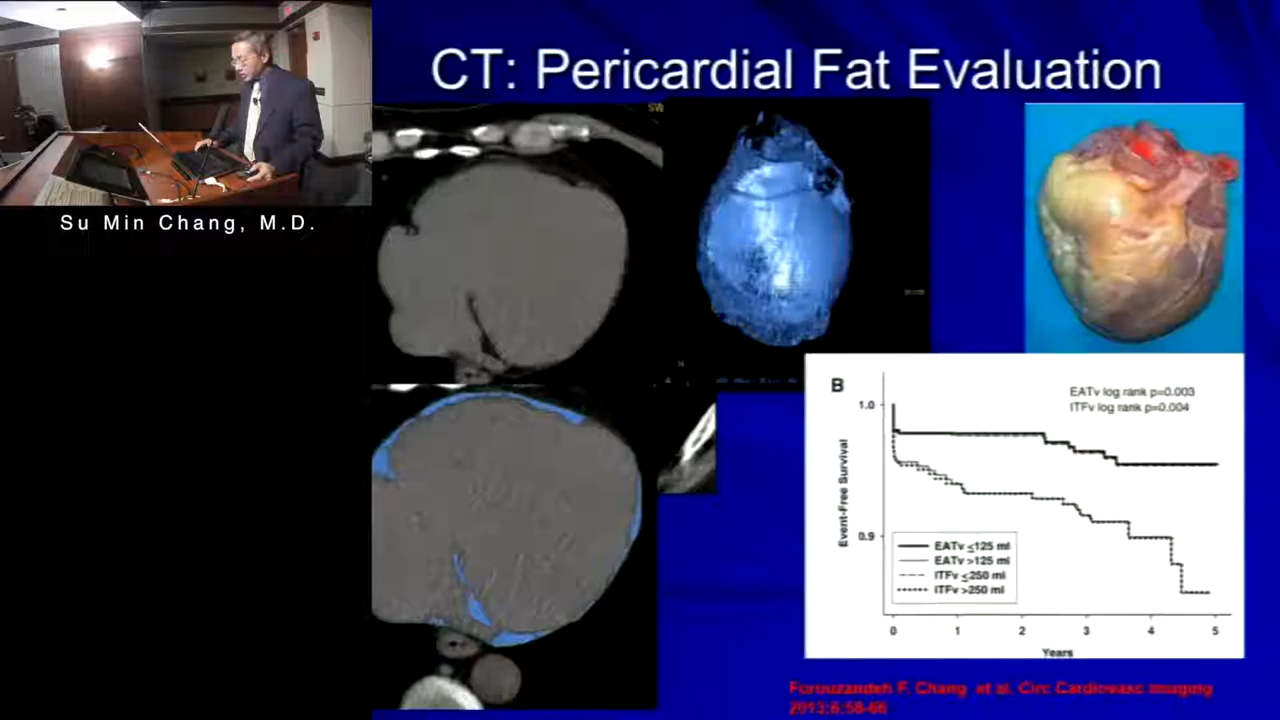 CT: Pericardial Fat Evaluation
Su Min Chang, M.D.
B
EATv log rank p=0.003
ITFv log rank p=0.004
1.0
0.9
Event-Free Survival
EATv ≤125 ml
EATv >125 ml
ITFv ≤250 ml
ITFv >250 ml
0 1 2 3 4 5
Years
Forouzandeh F, Chang et al. Circ Cardiovasc Imaging
2013;6:58-66